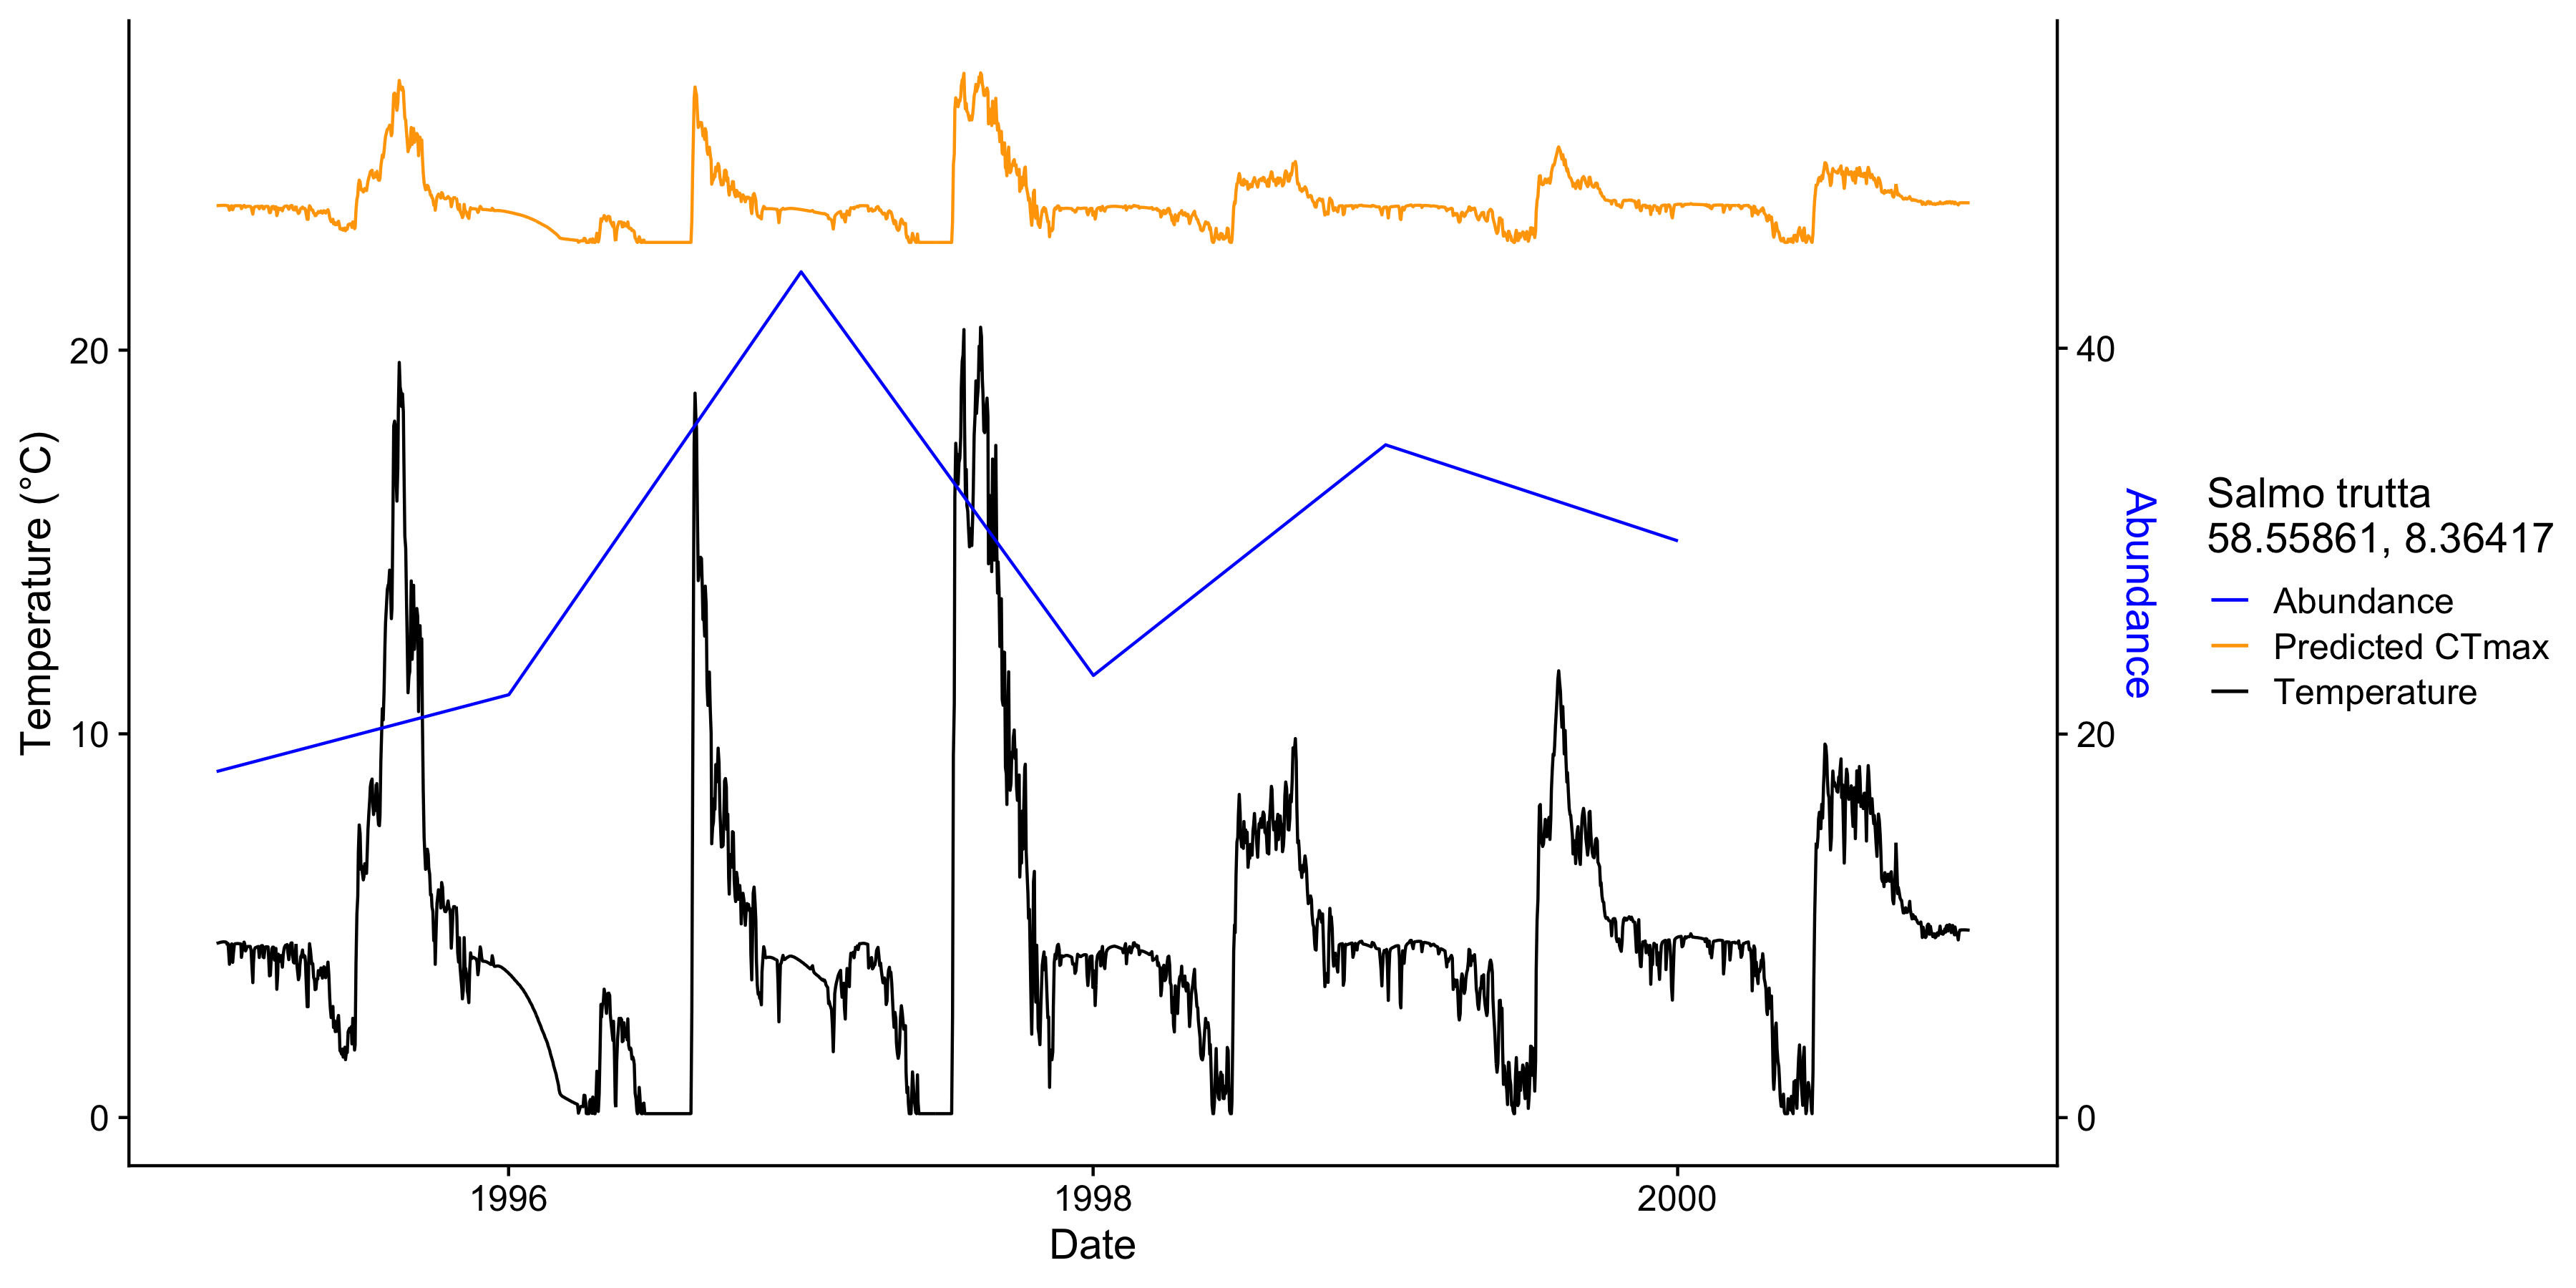 20
10
0
Temperature (°C)
1996
1998
2000
Date
40
20
0
Abundance
Salmo trutta
58.55861, 8.36417
Abundance
Predicted CTmax
Temperature